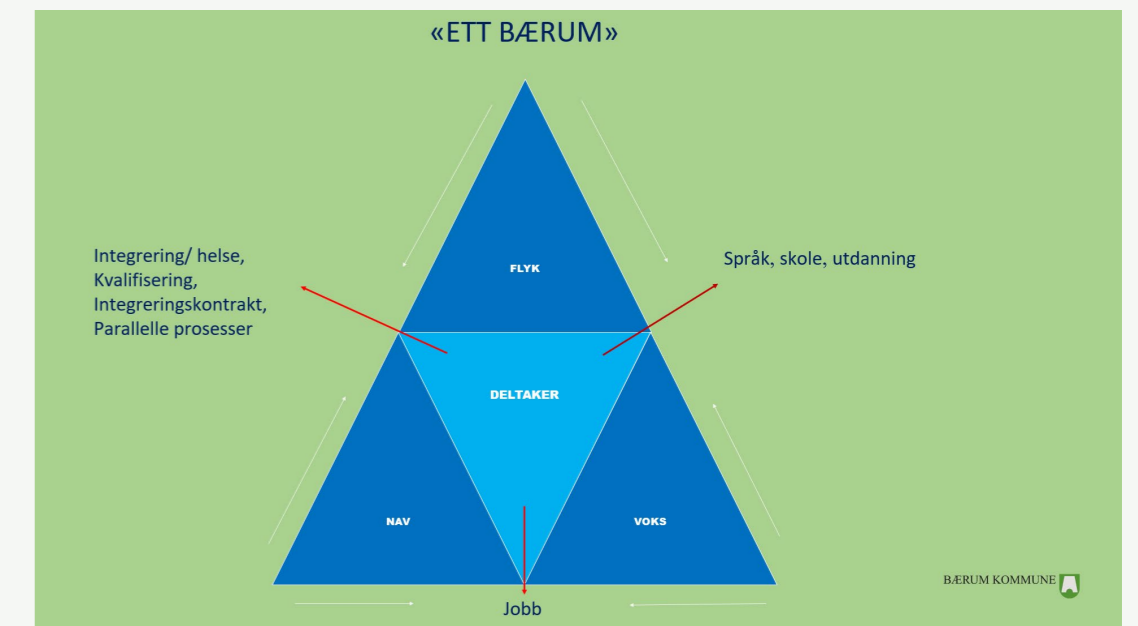 «ETT BÆRUM»
Integrering/ helse,
Kvalifisering,
Integreringskontrakt,
Parallelle prosesser
FLYK
Språk, skole, utdanning
DELTAKER
NAV
VOKS
Jobb
BÆRUM KOMMUNE